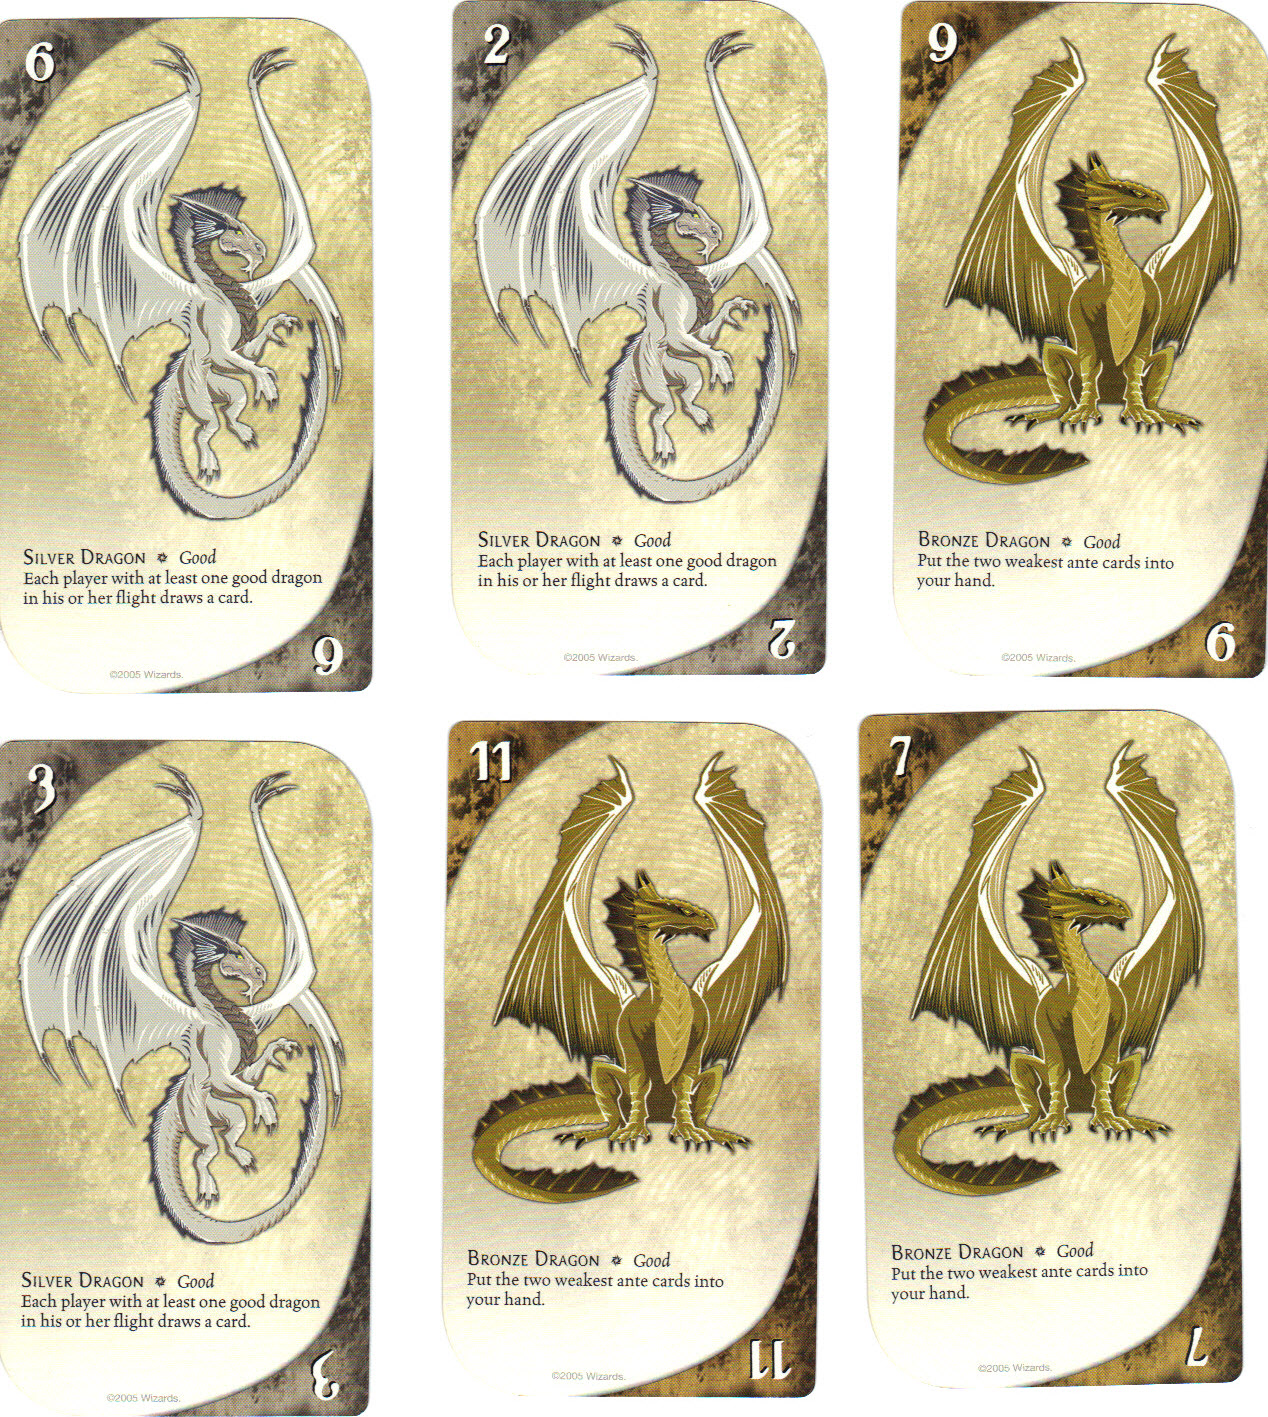 6
SILVER DRAGON ✵ Good
Each player with at least one good dragon
in his or her flight draws a card.
©2005 Wizards.
6
2
SILVER DRAGON ✵ Good
Each player with at least one good dragon
in his or her flight draws a card.
©2005 Wizards.
2
9
BRONZE DRAGON ✵ Good
Put the two weakest ante cards into
your hand.
©2005 Wizards.
9
3
SILVER DRAGON ✵ Good
Each player with at least one good dragon
in his or her flight draws a card.
©2005 Wizards.
3
11
BRONZE DRAGON ✵ Good
Put the two weakest ante cards into
your hand.
©2005 Wizards.
11
7
BRONZE DRAGON ✵ Good
Put the two weakest ante cards into
your hand.
©2005 Wizards.
7